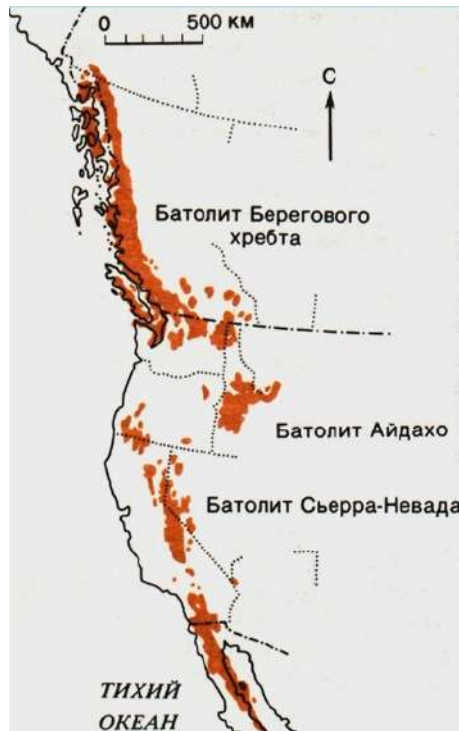 0 500 км
С
Батолит Берегового
хребта
Батолит Айдахо
Батолит Сьерра-Невада
ТИХИЙ
ОКЕАН